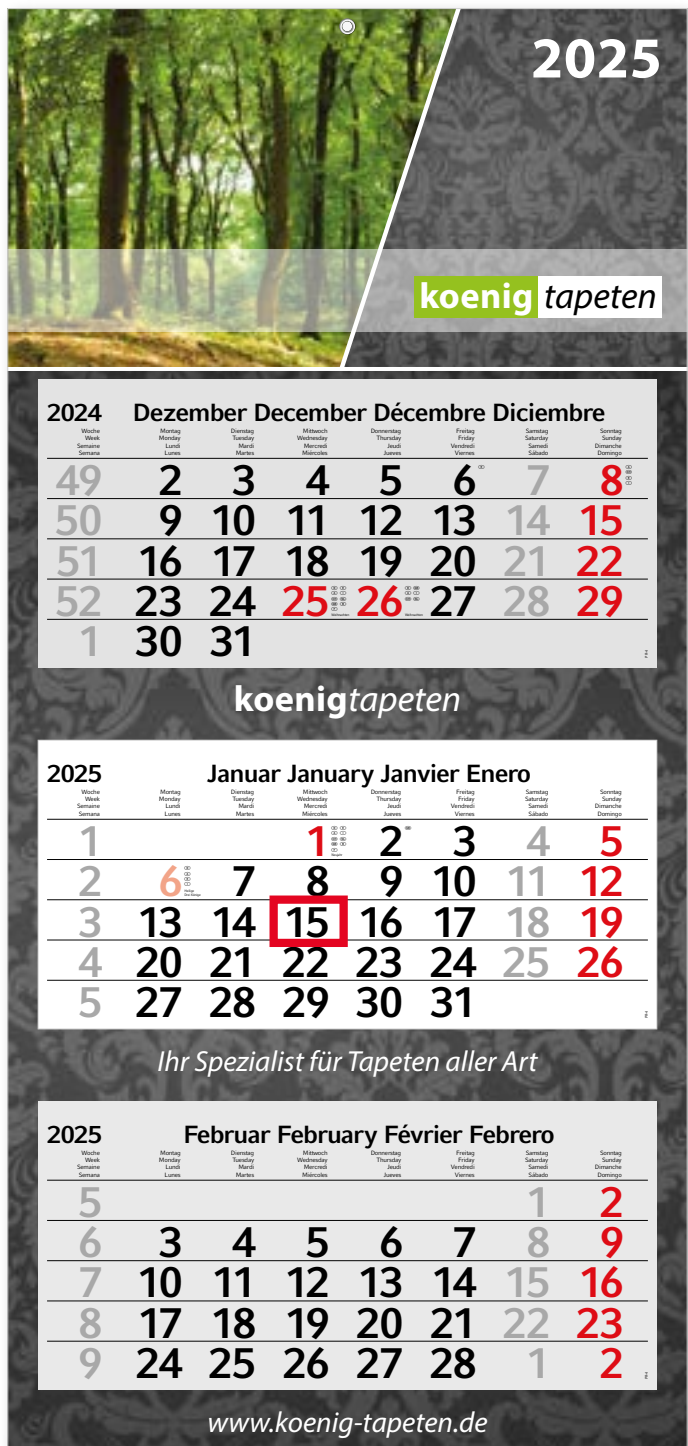 2025
koenig tapeten
2024 Dezember December Décembre Diciembre
Woche Montag Dienstag Mittwoch Donnerstag Freitag Samstag Sonntag
Week Monday Tuesday Wednesday Thursday Friday Saturday Sunday
Semaine Lundi Mardi Mercredi Jeudi Vendredi Samedi Dimanche
Semana Lunes Martes Miércoles Jueves Viernes Sábado Domingo
49 2 3 4 5 6 7 8
50 9 10 11 12 13 14 15
51 16 17 18 19 20 21 22
52 23 24 25 26 27 28 29
Weihnachten Weihnachten
1 30 31
koenigtapeten
2025 Januar January Janvier Enero
Woche Montag Dienstag Mittwoch Donnerstag Freitag Samstag Sonntag
Week Monday Tuesday Wednesday Thursday Friday Saturday Sunday
Semaine Lundi Mardi Mercredi Jeudi Vendredi Samedi Dimanche
Semana Lunes Martes Miércoles Jueves Viernes Sábado Domingo
1 1 2 3 4 5
Neujahr
2 6 7 8 9 10 11 12
Heilige
Drei Könige
3 13 14 15 16 17 18 19
4 20 21 22 23 24 25 26
5 27 28 29 30 31
Ihr Spezialist für Tapeten aller Art
2025 Februar February Février Febrero
Woche Montag Dienstag Mittwoch Donnerstag Freitag Samstag Sonntag
Week Monday Tuesday Wednesday Thursday Friday Saturday Sunday
Semaine Lundi Mardi Mercredi Jeudi Vendredi Samedi Dimanche
Semana Lunes Martes Miércoles Jueves Viernes Sábado Domingo
5 1 2
6 3 4 5 6 7 8 9
7 10 11 12 13 14 15 16
8 17 18 19 20 21 22 23
9 24 25 26 27 28 1 2
www.koenig-tapeten.de